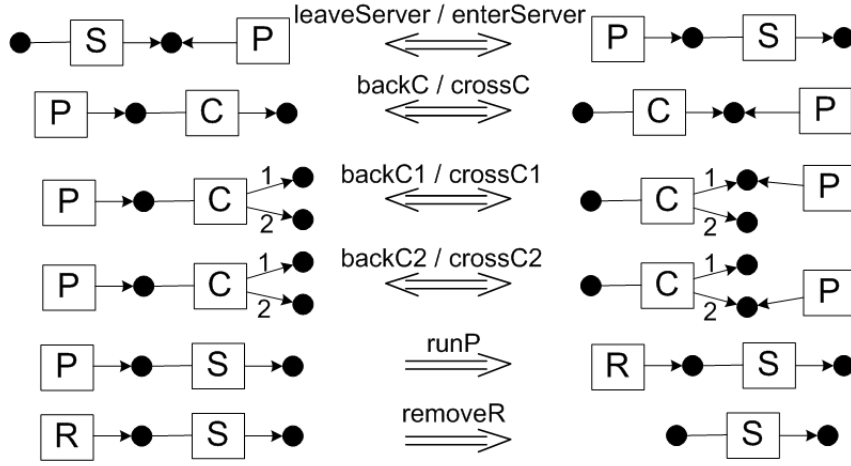 S P leaveServer / enterServer P S
P C backC / crossC C P
P C 1 2 backC1 / crossC1 C 1 2 P
P C 1 2 backC2 / crossC2 C 1 2 P
P S runP R S
R S removeR S